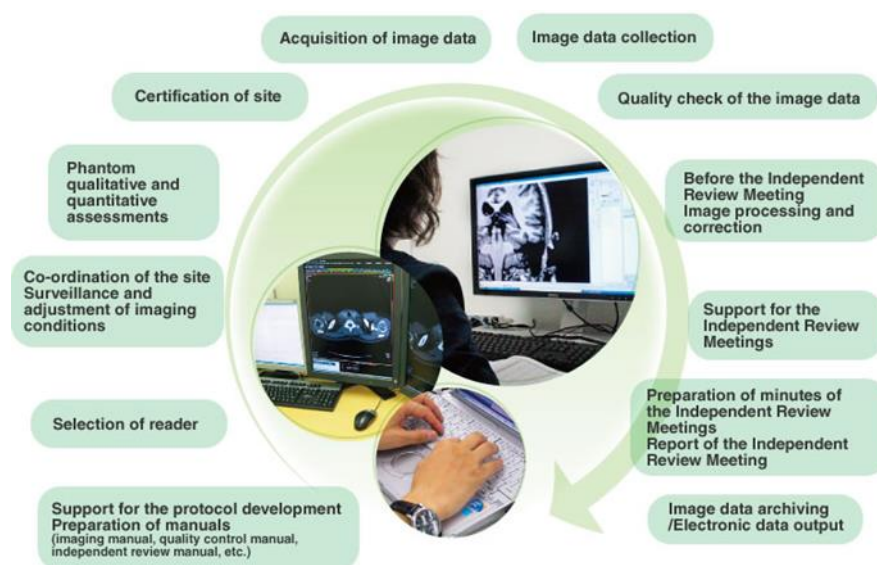 Acquisition of image data
Image data collection
Certification of site
Quality check of the image data
Phantom
qualitative and
quantitative
assessments
Before the Independent
Review Meeting
Image processing and
correction
Co-ordination of the site
Surveillance and
adjustment of imaging
conditions
Support for the
Independent Review
Meetings
Selection of reader
Preparation of minutes of
the Independent Review
Meetings
Report of the Independent
Review Meeting
Support for the protocol development
Preparation of manuals
(imaging manual, quality control manual,
independent review manual, etc.)
Image data archiving
/Electronic data output